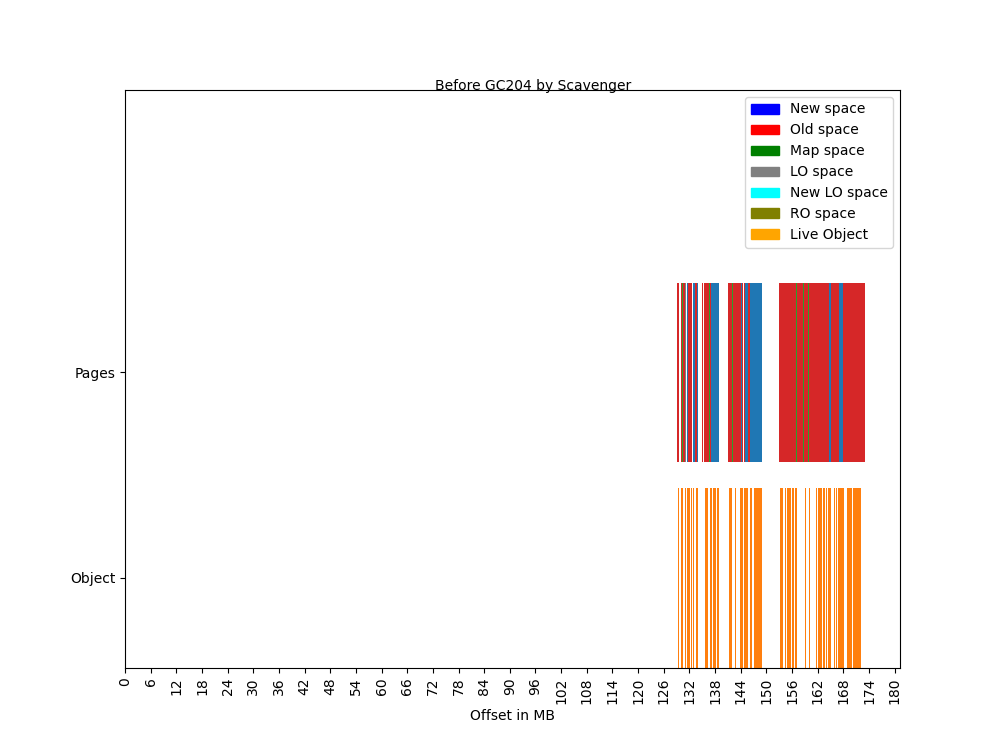 Before GC204 by Scavenger
New space
Old space
Map space
LO space
New LO space
RO space
Live Object
Pages
Object
0 6 12 18 24 30 36 42 48 54 60 66 72 78 84 90 96 102 108 114 120 126 132 138 144 150 156 162 168 174 180
Offset in MB